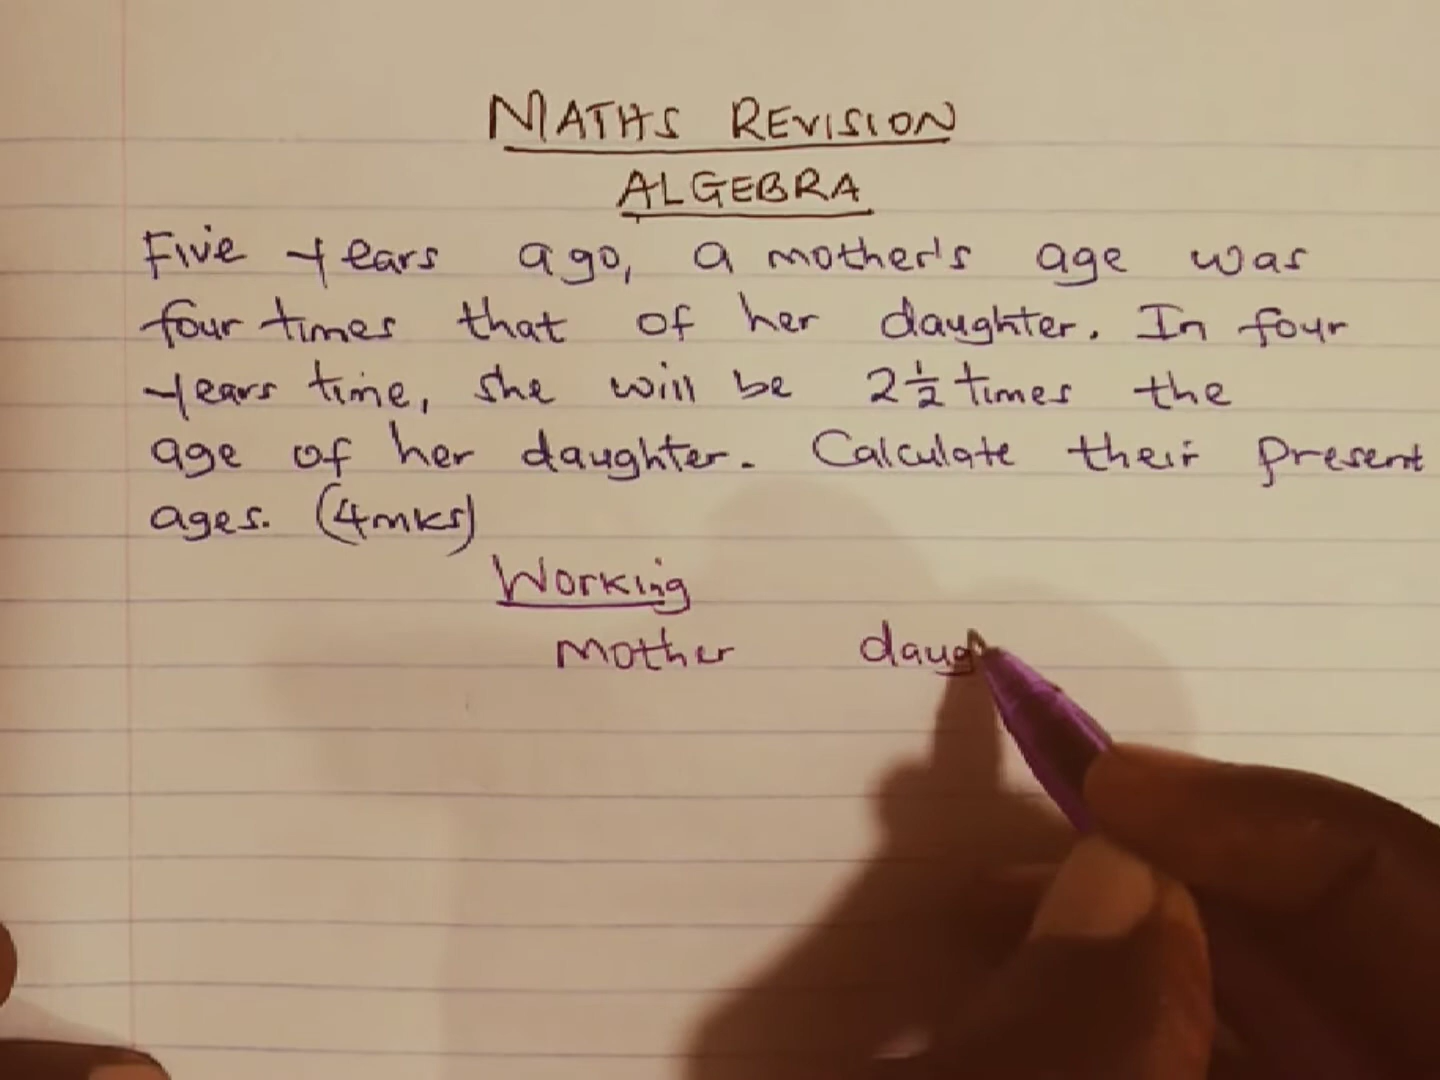 MATHS REVISION
ALGEBRA
Five years ago, a mother's age was
four times that of her daughter. In four
years time, she will be 2½ times the
age of her daughter. Calculate their present
ages. (4mks)
Working
Mother daug